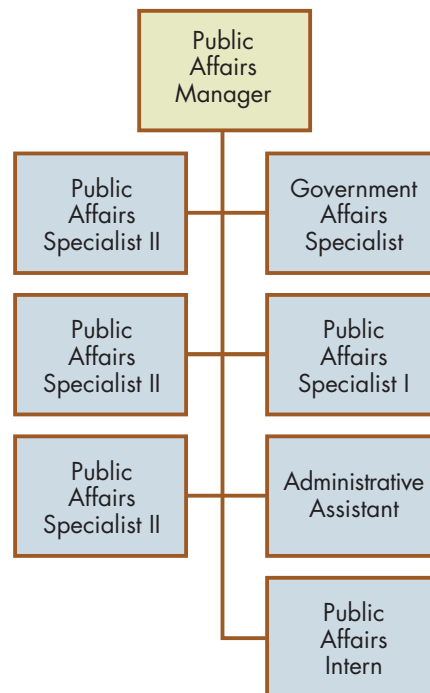 Public
Affairs
Manager
Public
Affairs
Specialist II
Government
Affairs
Specialist
Public
Affairs
Specialist II
Public
Affairs
Specialist I
Public
Affairs
Specialist II
Administrative
Assistant
Public
Affairs
Intern